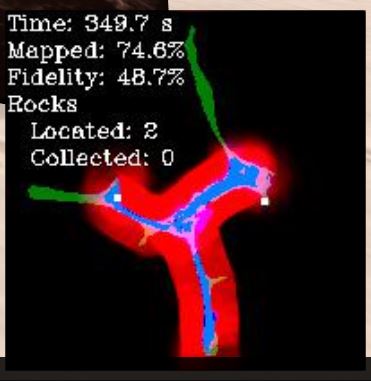 Time: 349.7 s
Mapped: 74.6%
Fidelity: 48.7%
Rocks
Located: 2
Collected: 0